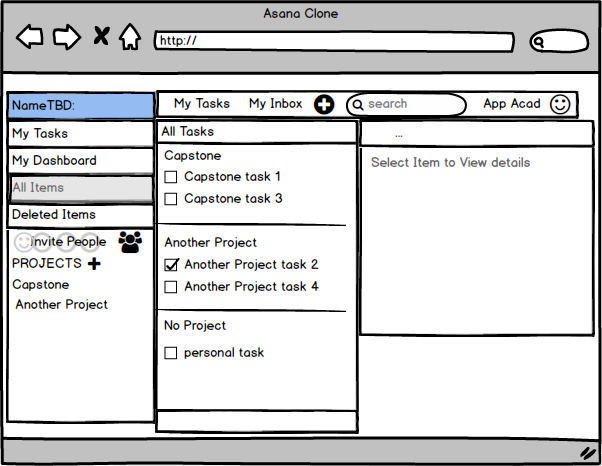 Asana Clone
http://
NameTBD:
My Tasks
My Dashboard
All Items
Deleted Items
Invite People
PROJECTS
Capstone
Another Project
My Tasks My Inbox search App Acad
All Tasks
Capstone
Capstone task 1
Capstone task 3
Another Project
Another Project task 2
Another Project task 4
No Project
personal task
...
Select Item to View details